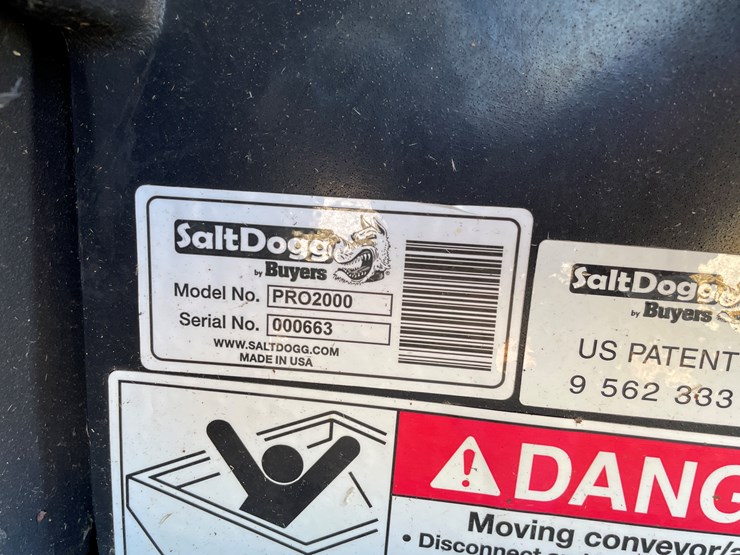 SaltDogg
by Buyers
Model No. PRO2000
Serial No. 000663
WWW.SALTDOGG.COM
MADE IN USA
SaltDogg
by Buyers
US PATENT
9 562 333
DANG
Moving conveyor/
• Disconnect